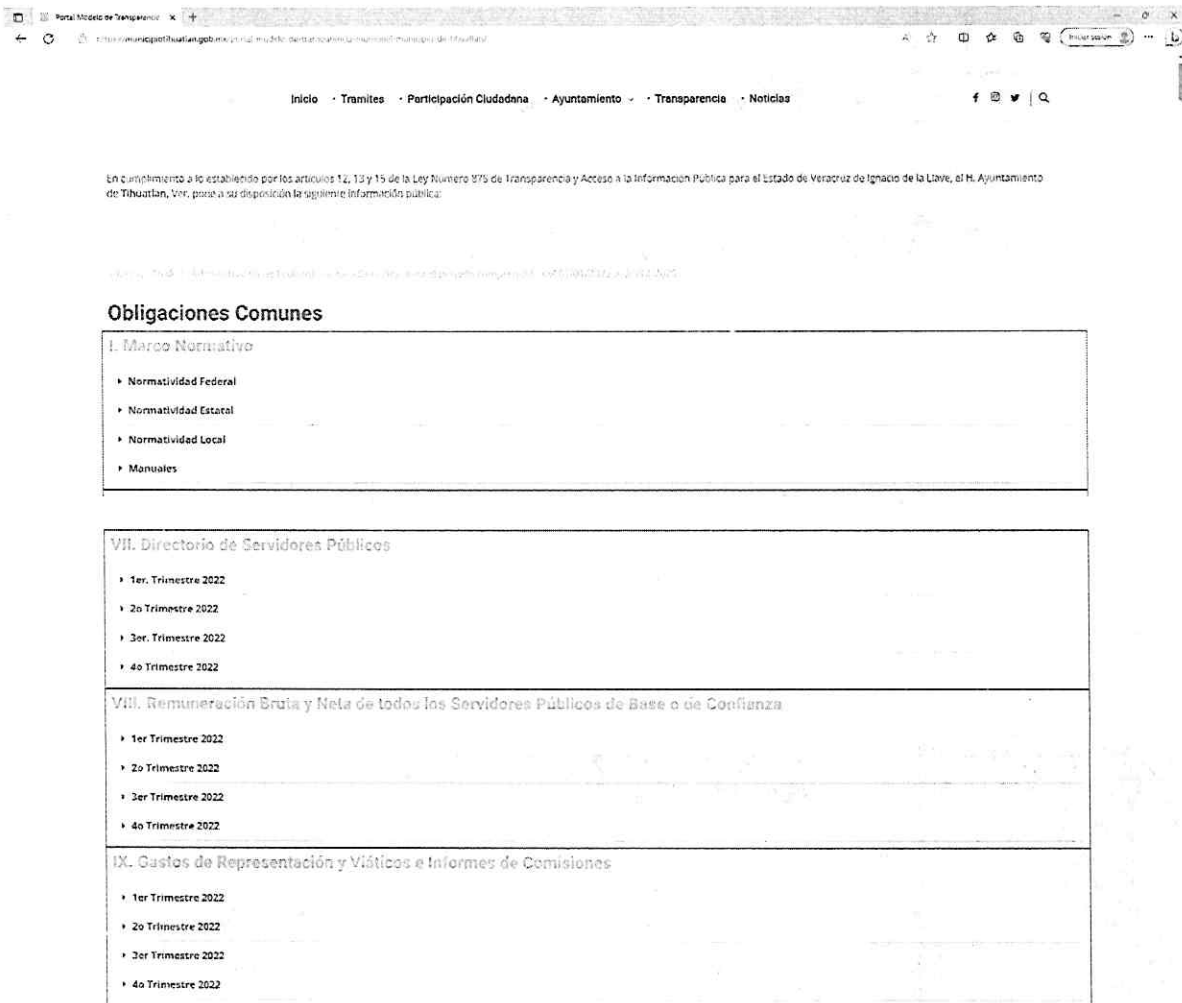 Portal Modelo de Transparencia
municipiotihuatlan.gob.mx
Iniciar sesión
Inicio · Tramites · Participación Ciudadana · Ayuntamiento · Transparencia · Noticias
En cumplimiento a lo establecido por los artículos 12, 13 y 15 de la Ley Número 875 de Transparencia y Acceso a la Información Pública para el Estado de Veracruz de Ignacio de la Llave, el H. Ayuntamiento
de Tihuatlan, Ver. pone a su disposición la siguiente información pública:
Obligaciones Comunes
I. Marco Normativo
Normatividad Federal
Normatividad Estatal
Normatividad Local
Manuales
VII. Directorio de Servidores Públicos
1er. Trimestre 2022
2o Trimestre 2022
3er. Trimestre 2022
4o Trimestre 2022
VIII. Remuneración Bruta y Neta de todos los Servidores Públicos de Base o de Confianza
1er Trimestre 2022
2o Trimestre 2022
3er Trimestre 2022
4o Trimestre 2022
IX. Gastos de Representación y Viáticos e Informes de Comisiones
1er Trimestre 2022
2o Trimestre 2022
3er Trimestre 2022
4o Trimestre 2022